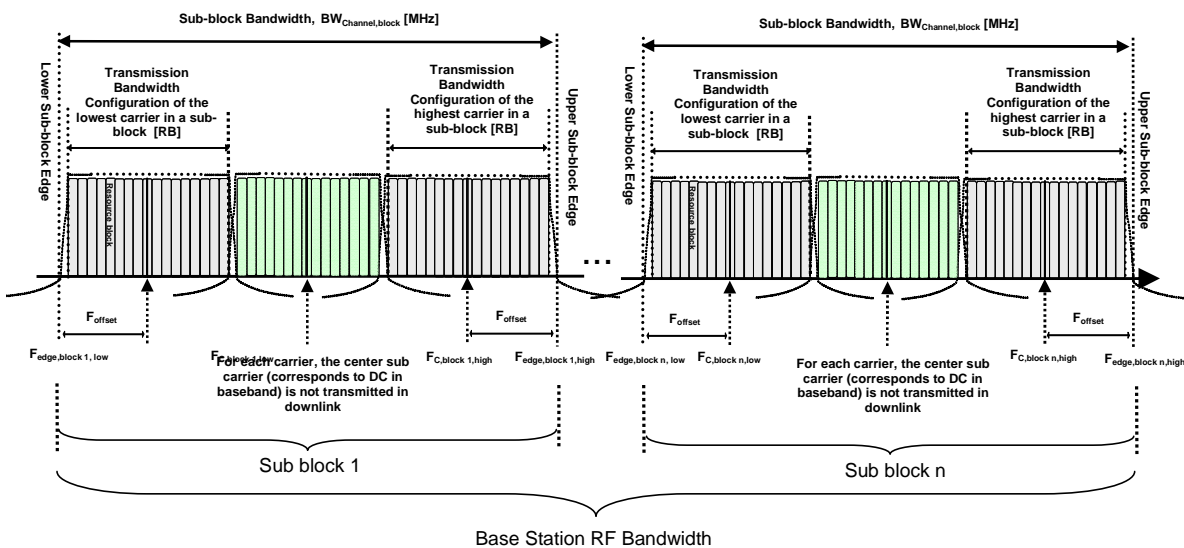 Sub-block Bandwidth, BWChannel,block [MHz]
Sub-block Bandwidth, BWChannel,block [MHz]
Lower Sub-block Edge
Transmission
Bandwidth
Configuration of the
lowest carrier in a sub-
block [RB]
Transmission
Bandwidth
Configuration of the
highest carrier in a
sub-block [RB]
Upper Sub-block Edge
Lower Sub-block Edge
Transmission
Bandwidth
Configuration of the
lowest carrier in
a sub-block [RB]
Transmission
Bandwidth
Configuration of the
highest carrier in a
sub-block [RB]
Upper Sub-block Edge
Resource block
Resource block
...
Foffset
Foffset
Foffset
Foffset
Fedge,block 1, low
FC,block 1,low
FC,block 1,high
Fedge,block 1,high
Fedge,block n, low
FC,block n,low
FC,block n,high
Fedge,block n,high
For each carrier, the center sub
carrier (corresponds to DC in
baseband) is not transmitted in
downlink
For each carrier, the center sub
carrier (corresponds to DC in
baseband) is not transmitted in
downlink
Sub block 1
Sub block n
Base Station RF Bandwidth